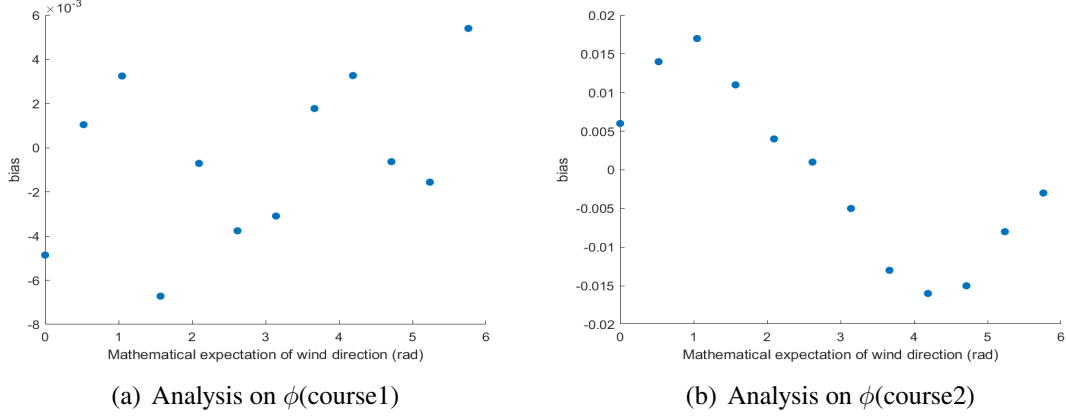 ×10⁻³
6
4
2
0
-2
-4
-6
-8
bias
0 1 2 3 4 5 6
Mathematical expectation of wind direction (rad)
(a) Analysis on ϕ(course1)
0.02
0.015
0.01
0.005
0
-0.005
-0.01
-0.015
-0.02
bias
0 1 2 3 4 5 6
Mathematical expectation of wind direction (rad)
(b) Analysis on ϕ(course2)